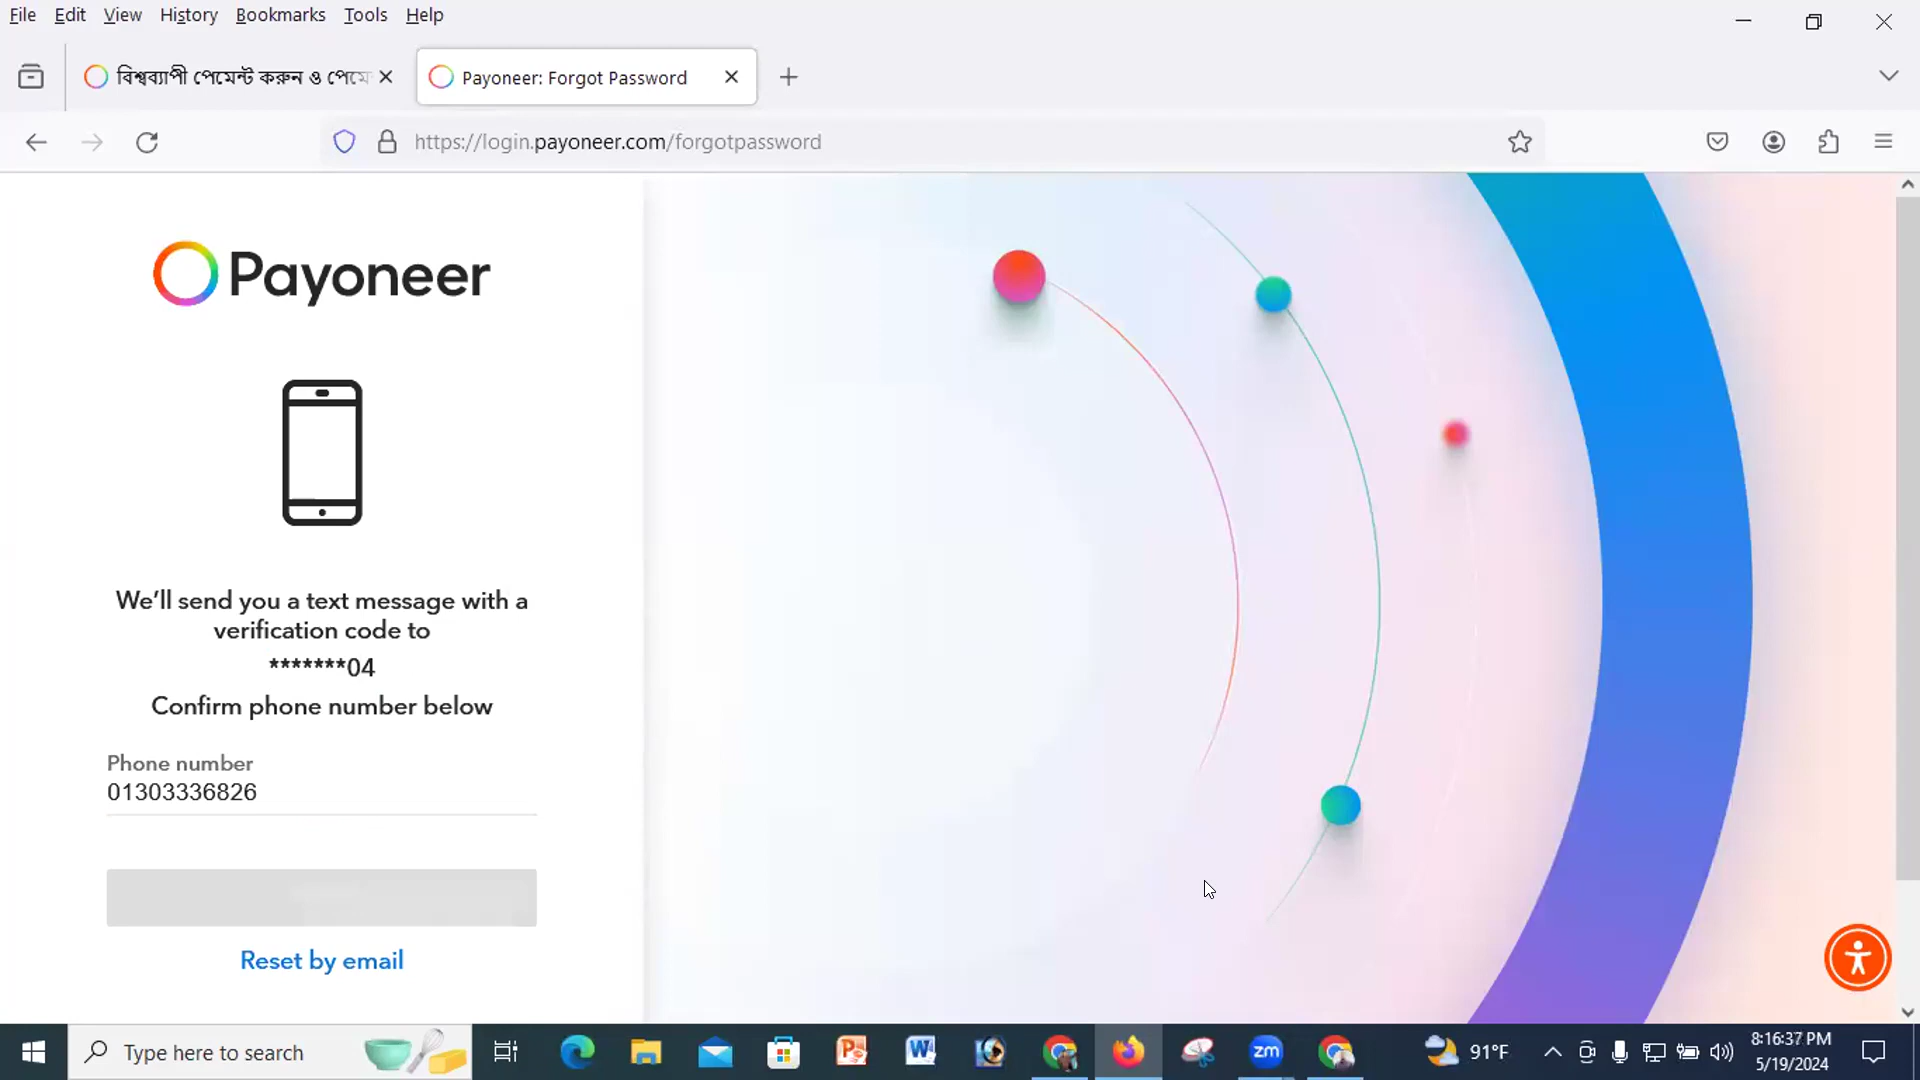 File Edit View History Bookmarks Tools Help
বিশ্বব্যাপী পেমেন্ট করুন ও পেমে
Payoneer: Forgot Password
https://login.payoneer.com/forgotpassword
Payoneer
We'll send you a text message with a
verification code to
*******04
Confirm phone number below
Phone number
01303336826
Reset by email
Type here to search
zm
91°F
8:16:37 PM
5/19/2024